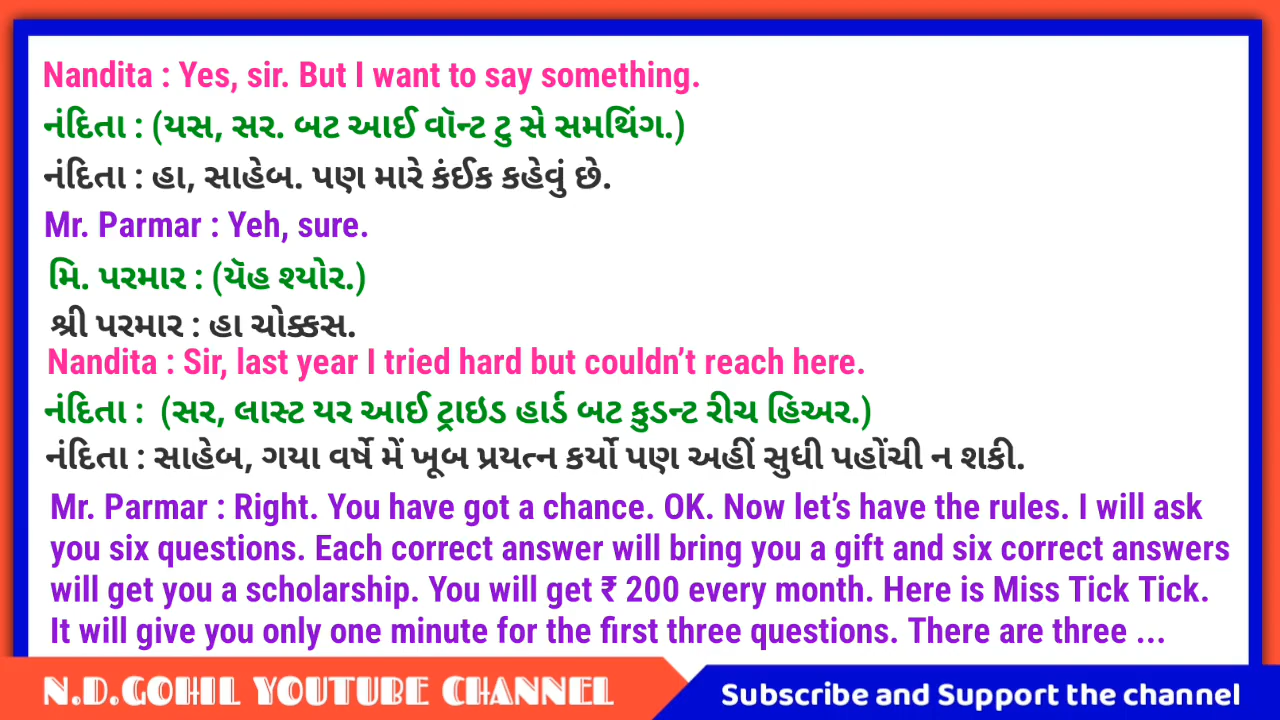 Nandita : Yes, sir. But I want to say something.
નંદિતા : (યસ, સર. બટ આઈ વૉન્ટ ટુ સે સમથિંગ.)
નંદિતા : હા, સાહેબ. પણ મારે કંઈક કહેવું છે.
Mr. Parmar : Yeh, sure.
મિ. પરમાર : (યૅહ શ્યોર.)
શ્રી પરમાર : હા ચોક્કસ.
Nandita : Sir, last year I tried hard but couldn’t reach here.
નંદિતા : (સર, લાસ્ટ યર આઈ ટ્રાઇડ હાર્ડ બટ કુડન્ટ રીચ હિઅર.)
નંદિતા : સાહેબ, ગયા વર્ષે મેં ખૂબ પ્રયત્ન કર્યો પણ અહીં સુધી પહોંચી ન શકી.
Mr. Parmar : Right. You have got a chance. OK. Now let’s have the rules. I will ask
you six questions. Each correct answer will bring you a gift and six correct answers
will get you a scholarship. You will get ₹ 200 every month. Here is Miss Tick Tick.
It will give you only one minute for the first three questions. There are three ...
N.D.GOHIL YOUTUBE CHANNEL
Subscribe and Support the channel